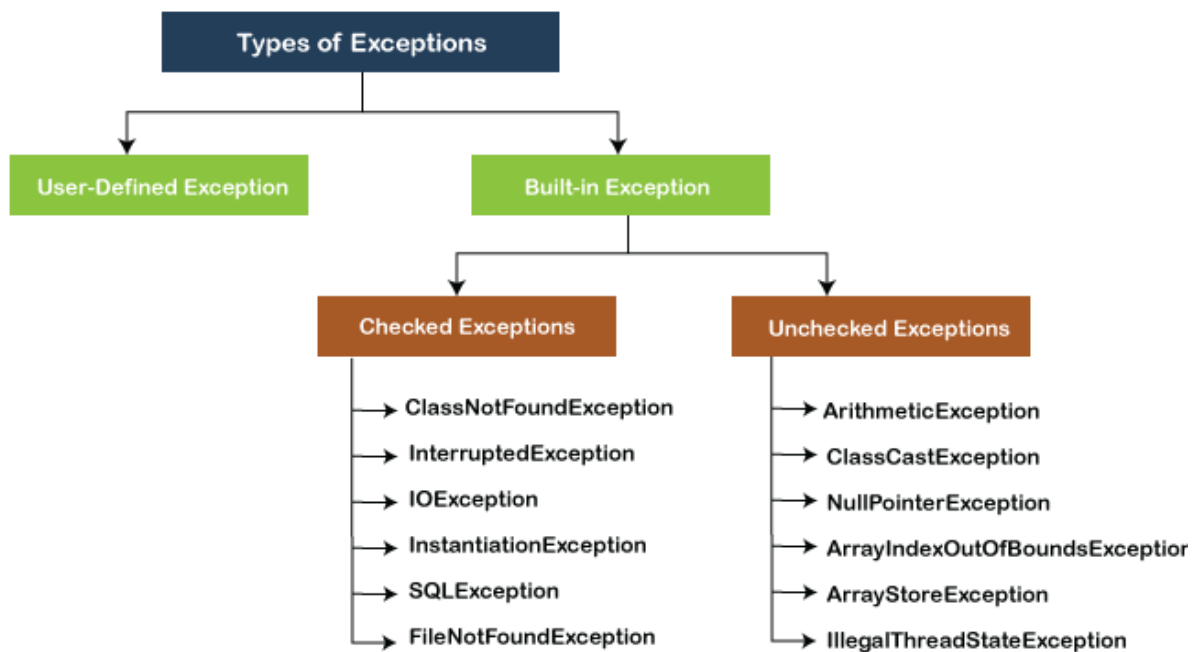 Types of Exceptions
User-Defined Exception
Built-in Exception
Checked Exceptions
Unchecked Exceptions
ClassNotFoundException
InterruptedException
IOException
InstantiationException
SQLException
FileNotFoundException
ArithmeticException
ClassCastException
NullPointerException
ArrayIndexOutOfBoundsException
ArrayStoreException
IllegalThreadStateException